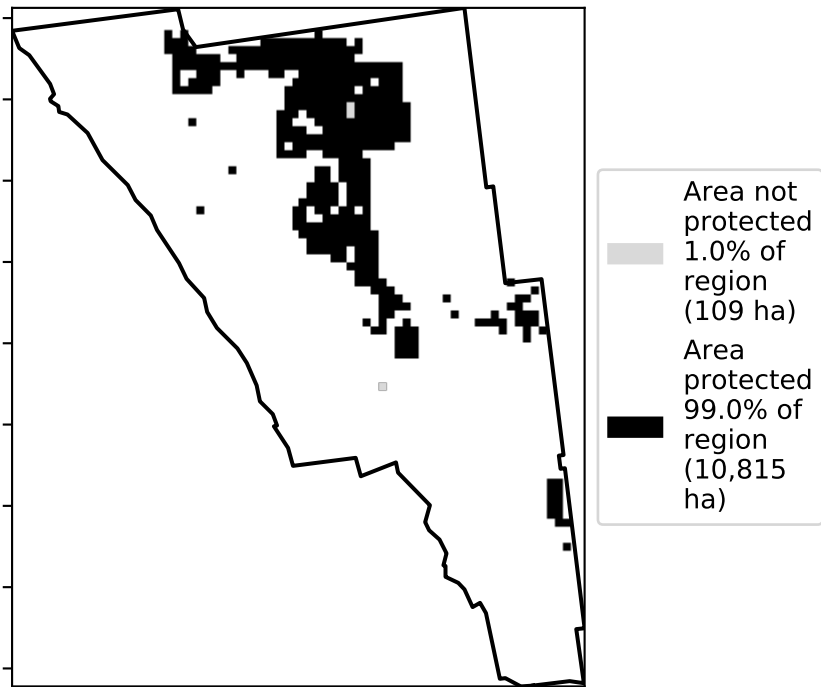 Area not
protected
1.0% of
region
(109 ha)
Area
protected
99.0% of
region
(10,815
ha)